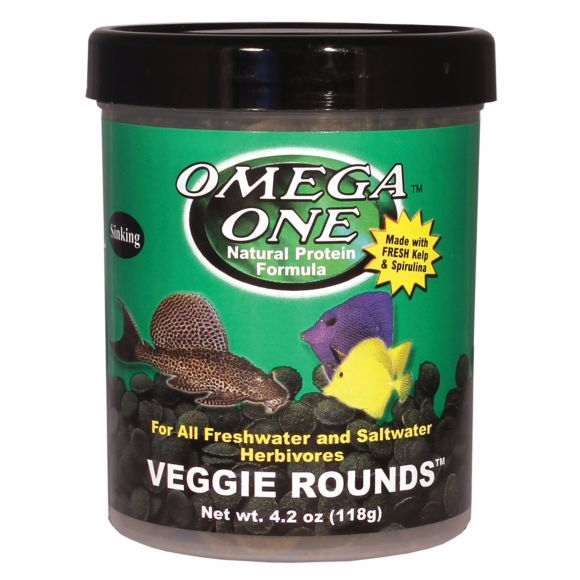 OMEGA
ONE™
Natural Protein
Formula
Sinking
Made with
FRESH Kelp
& Spirulina
For All Freshwater and Saltwater
Herbivores
VEGGIE ROUNDS™
Net wt. 4.2 oz (118g)